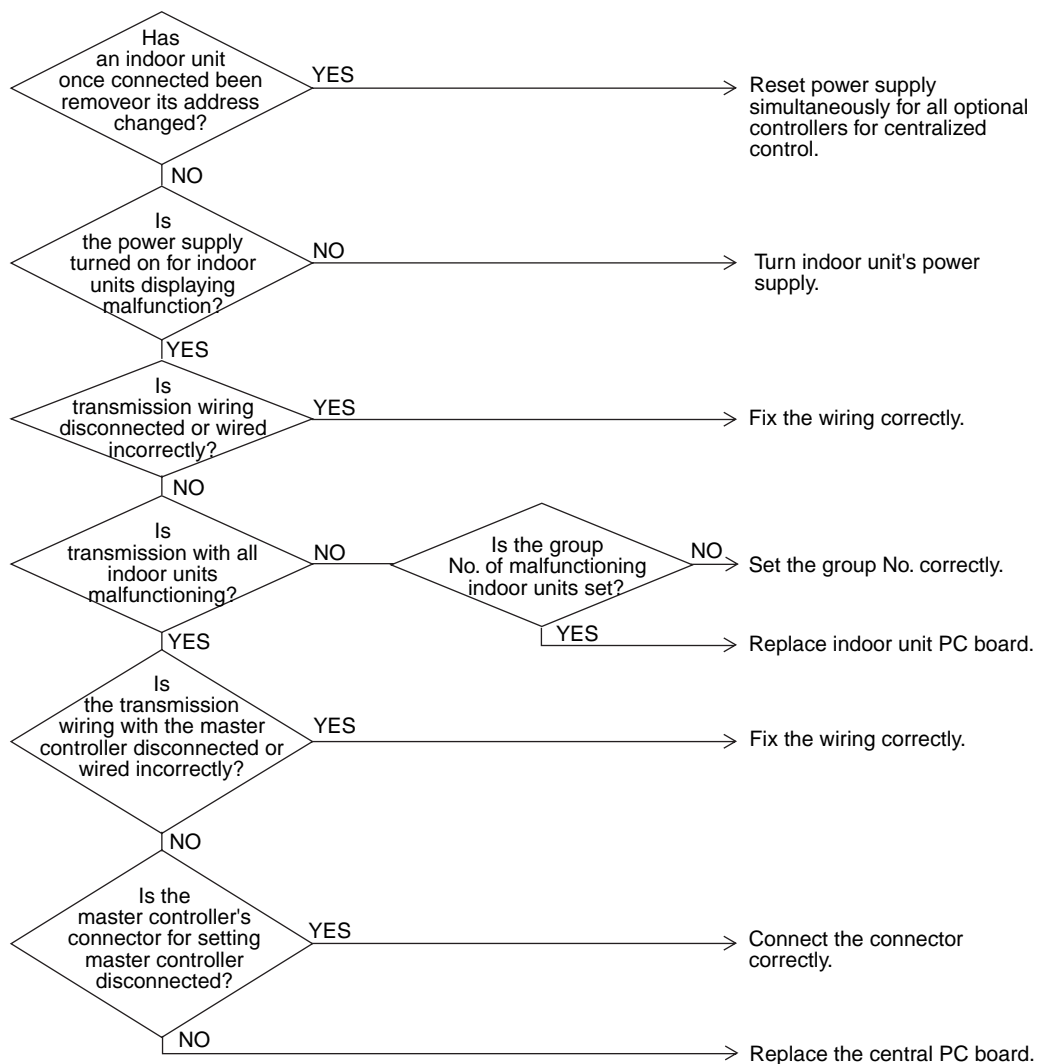 Has
an indoor unit
once connected been
removeor its address
changed?
YES
Reset power supply
simultaneously for all optional
controllers for centralized
control.
NO
Is
the power supply
turned on for indoor
units displaying
malfunction?
NO
Turn indoor unit's power
supply.
YES
Is
transmission wiring
disconnected or wired
incorrectly?
YES
Fix the wiring correctly.
NO
Is
transmission with all
indoor units
malfunctioning?
NO
Is the group
No. of malfunctioning
indoor units set?
NO
Set the group No. correctly.
YES
Replace indoor unit PC board.
YES
Is
the transmission
wiring with the master
controller disconnected or
wired incorrectly?
YES
Fix the wiring correctly.
NO
Is the
master controller's
connector for setting
master controller
disconnected?
YES
Connect the connector
correctly.
NO
Replace the central PC board.